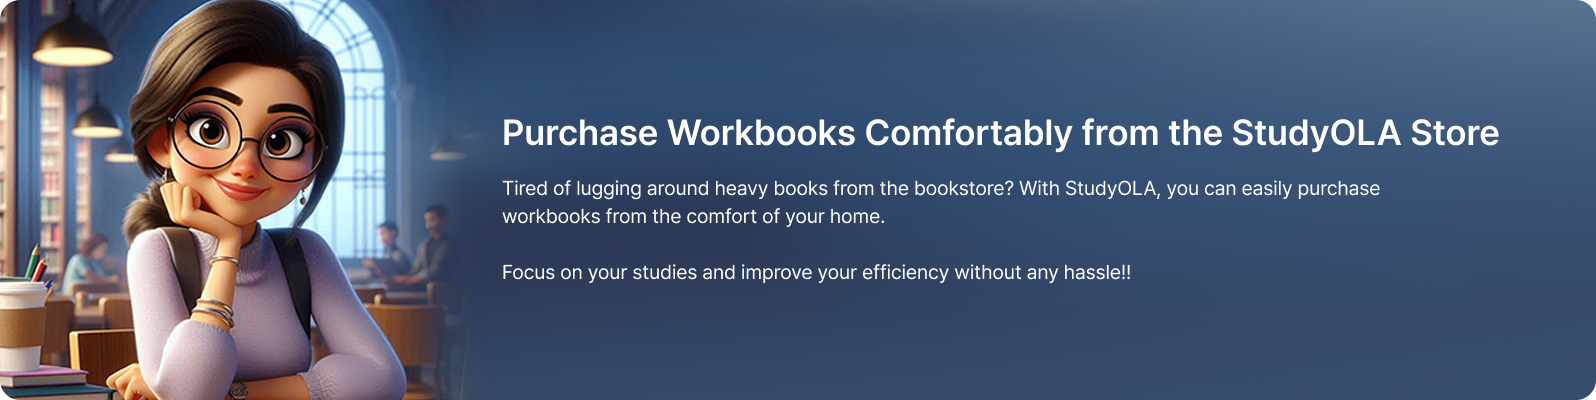 Purchase Workbooks Comfortably from the StudyOLA Store
Tired of lugging around heavy books from the bookstore? With StudyOLA, you can easily purchase
workbooks from the comfort of your home.
Focus on your studies and improve your efficiency without any hassle!!